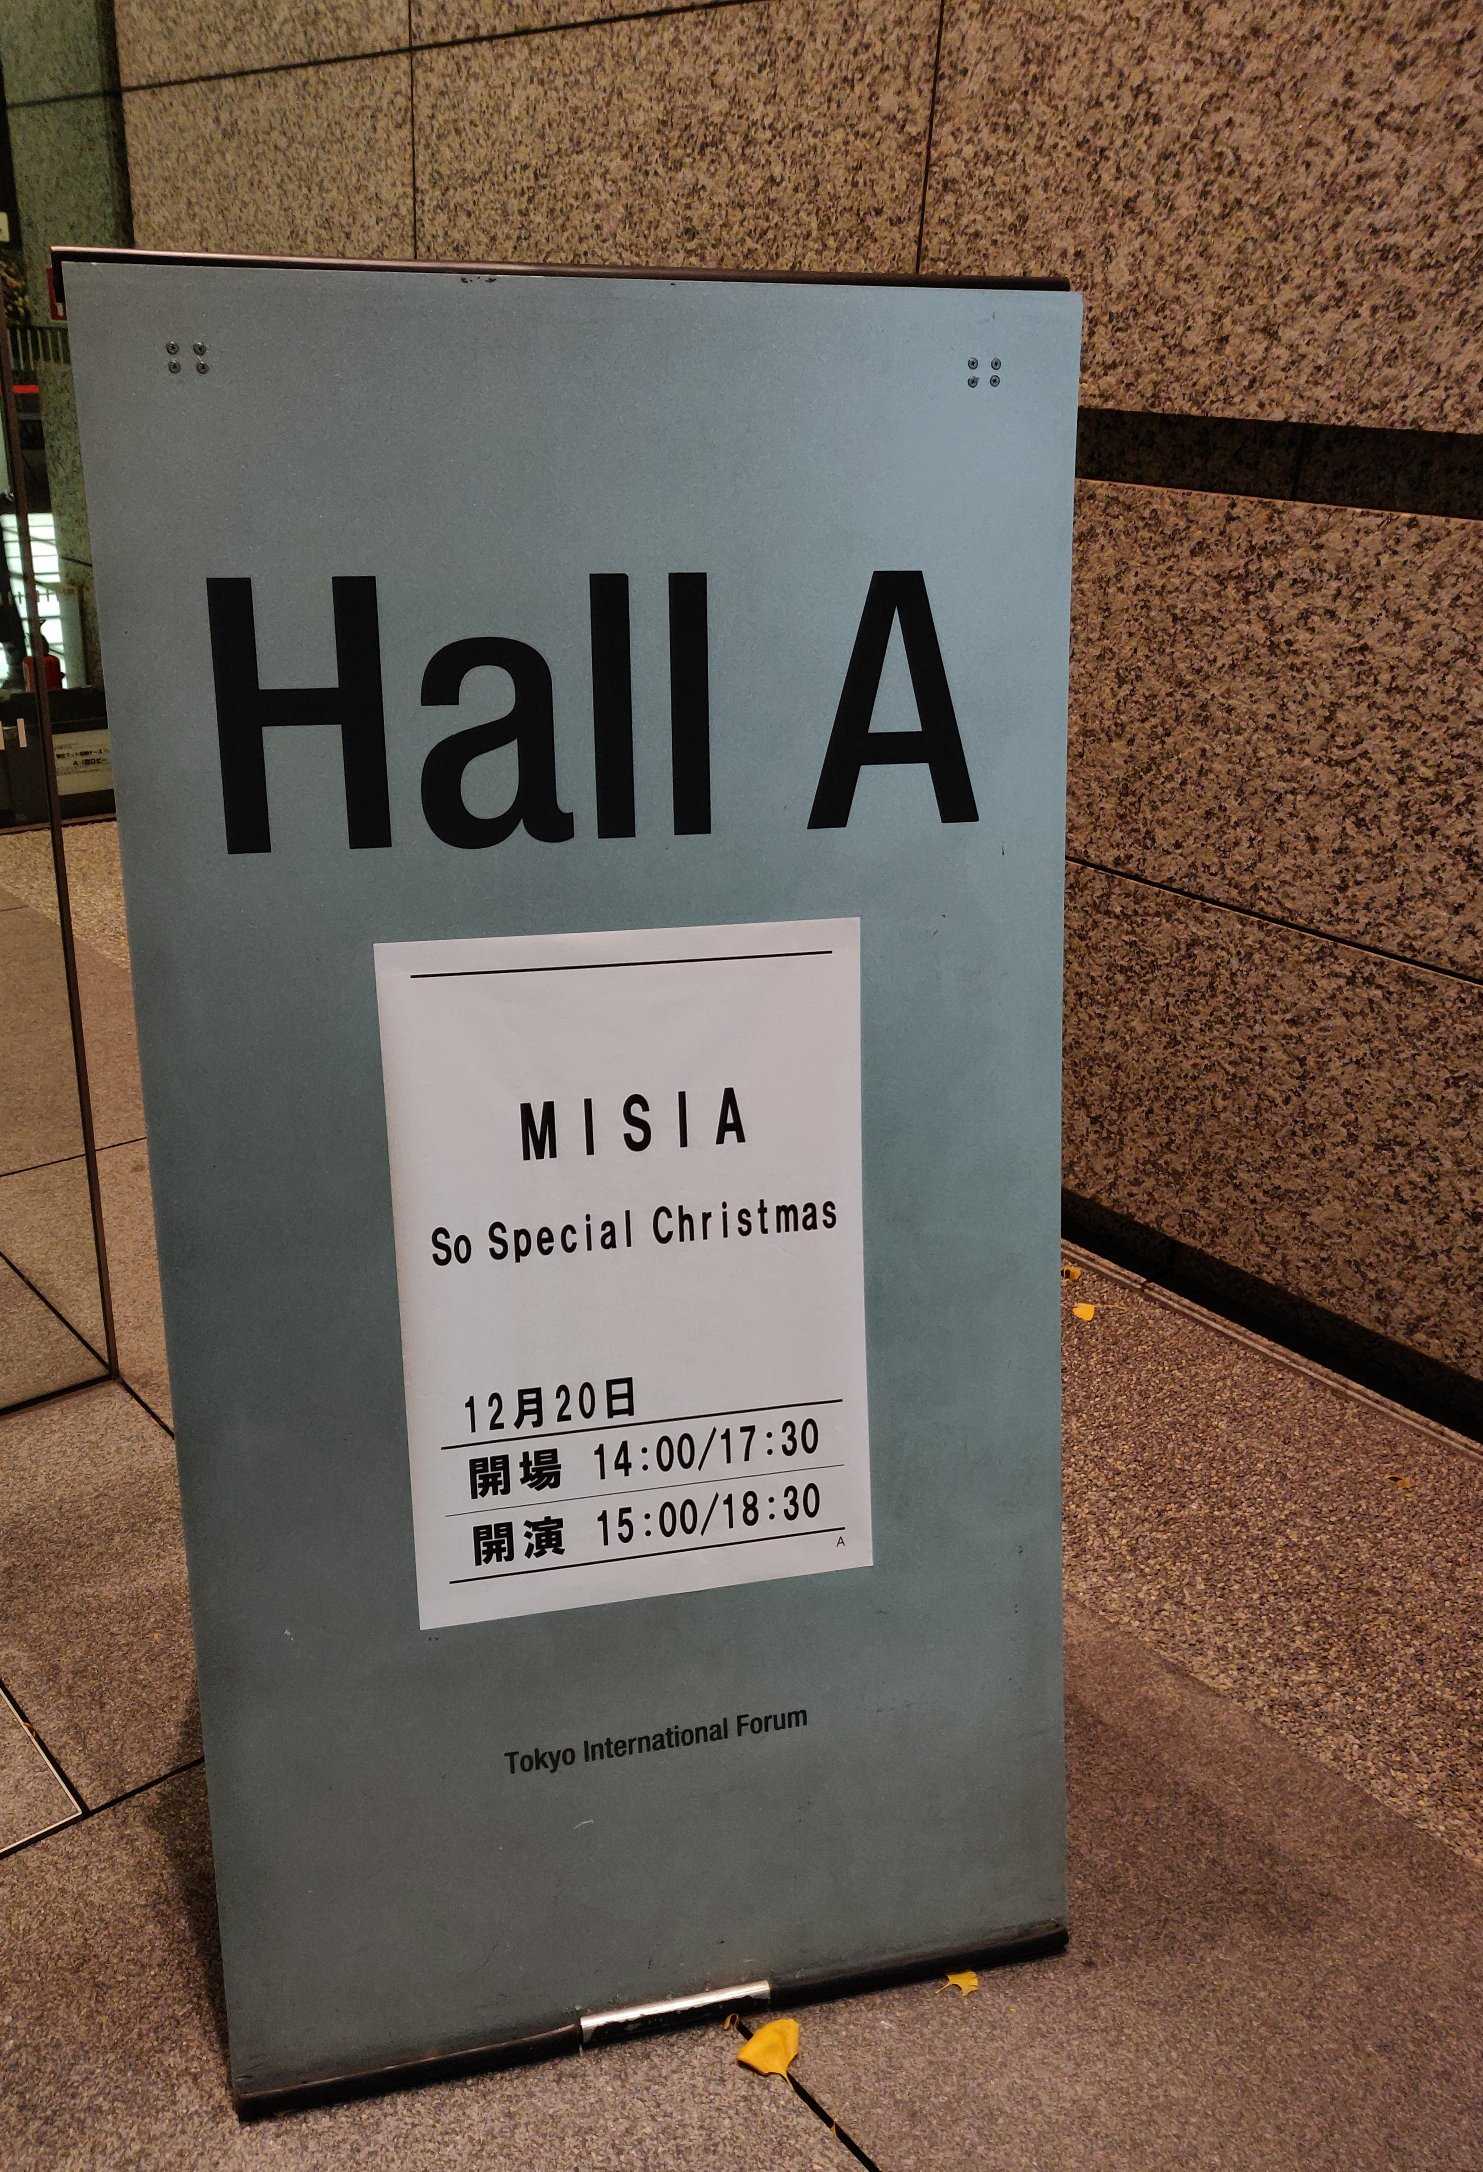 Hall A
MISIA
So Special Christmas
12月20日
開場 14:00/17:30
開演 15:00/18:30
A
Tokyo International Forum